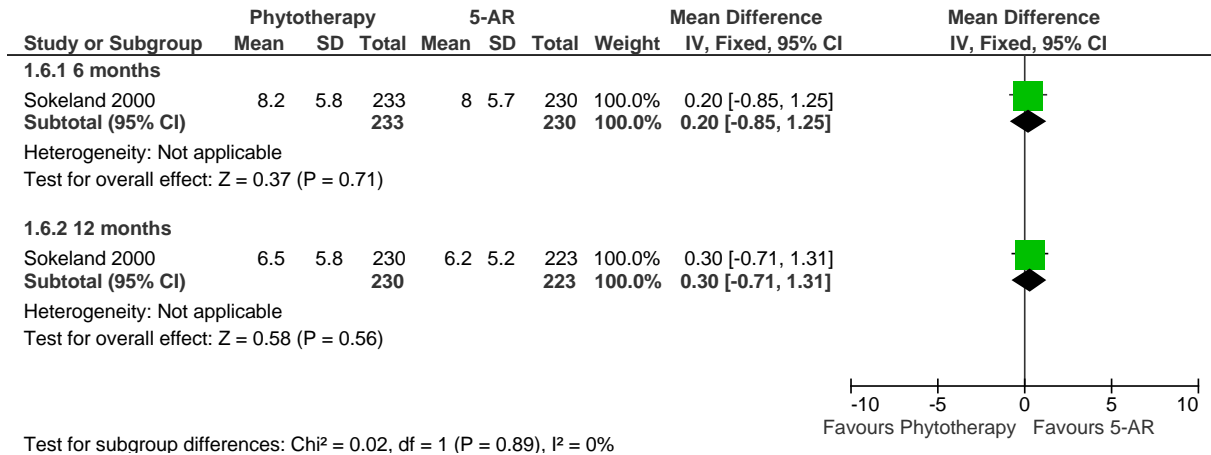 Phytotherapy 5-AR Mean Difference Mean Difference
Study or Subgroup Mean SD Total Mean SD Total Weight IV, Fixed, 95% CI IV, Fixed, 95% CI
1.6.1 6 months
Sokeland 2000 8.2 5.8 233 8 5.7 230 100.0% 0.20 [-0.85, 1.25]
Subtotal (95% CI) 233 230 100.0% 0.20 [-0.85, 1.25]
Heterogeneity: Not applicable
Test for overall effect: Z = 0.37 (P = 0.71)
1.6.2 12 months
Sokeland 2000 6.5 5.8 230 6.2 5.2 223 100.0% 0.30 [-0.71, 1.31]
Subtotal (95% CI) 230 223 100.0% 0.30 [-0.71, 1.31]
Heterogeneity: Not applicable
Test for overall effect: Z = 0.58 (P = 0.56)
-10 -5 0 5 10
Favours Phytotherapy Favours 5-AR
Test for subgroup differences: Chi² = 0.02, df = 1 (P = 0.89), I² = 0%